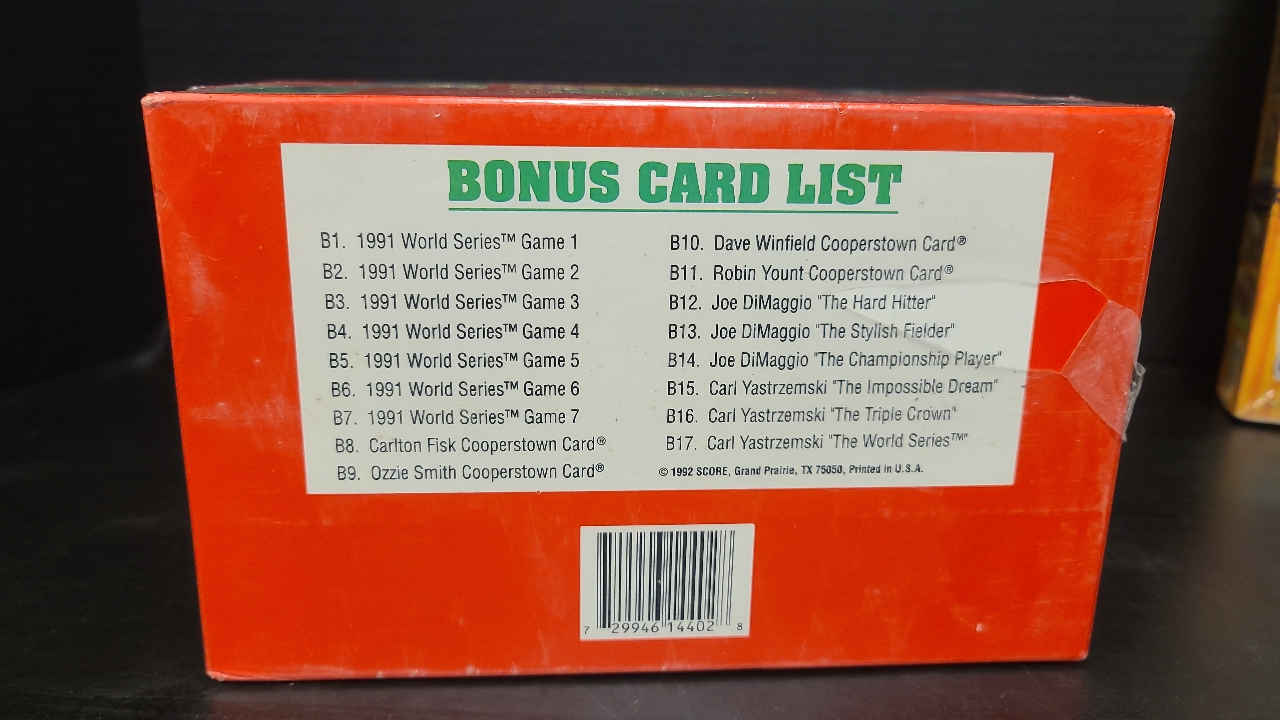 BONUS CARD LIST
B1. 1991 World Series™ Game 1
B2. 1991 World Series™ Game 2
B3. 1991 World Series™ Game 3
B4. 1991 World Series™ Game 4
B5. 1991 World Series™ Game 5
B6. 1991 World Series™ Game 6
B7. 1991 World Series™ Game 7
B8. Carlton Fisk Cooperstown Card®
B9. Ozzie Smith Cooperstown Card®
B10. Dave Winfield Cooperstown Card®
B11. Robin Yount Cooperstown Card®
B12. Joe DiMaggio "The Hard Hitter"
B13. Joe DiMaggio "The Stylish Fielder"
B14. Joe DiMaggio "The Championship Player"
B15. Carl Yastrzemski "The Impossible Dream"
B16. Carl Yastrzemski "The Triple Crown"
B17. Carl Yastrzemski "The World Series™"
© 1992 SCORE, Grand Prairie, TX 75050, Printed in U.S.A.
7 29946 14402 8